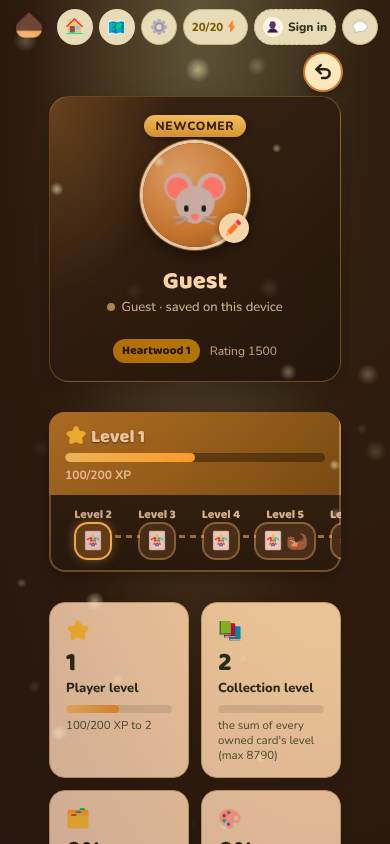 20/20
Sign in
NEWCOMER
Guest
Guest · saved on this device
Heartwood 1
Rating 1500
Level 1
100/200 XP
Level 2
Level 3
Level 4
Level 5
1
Player level
100/200 XP to 2
2
Collection level
the sum of every
owned card's level
(max 8790)